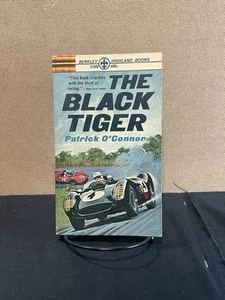 BERKLEY HIGHLAND BOOKS
"This book crackles
with the thrill of
racing."
THE
BLACK
TIGER
Patrick O'Connor